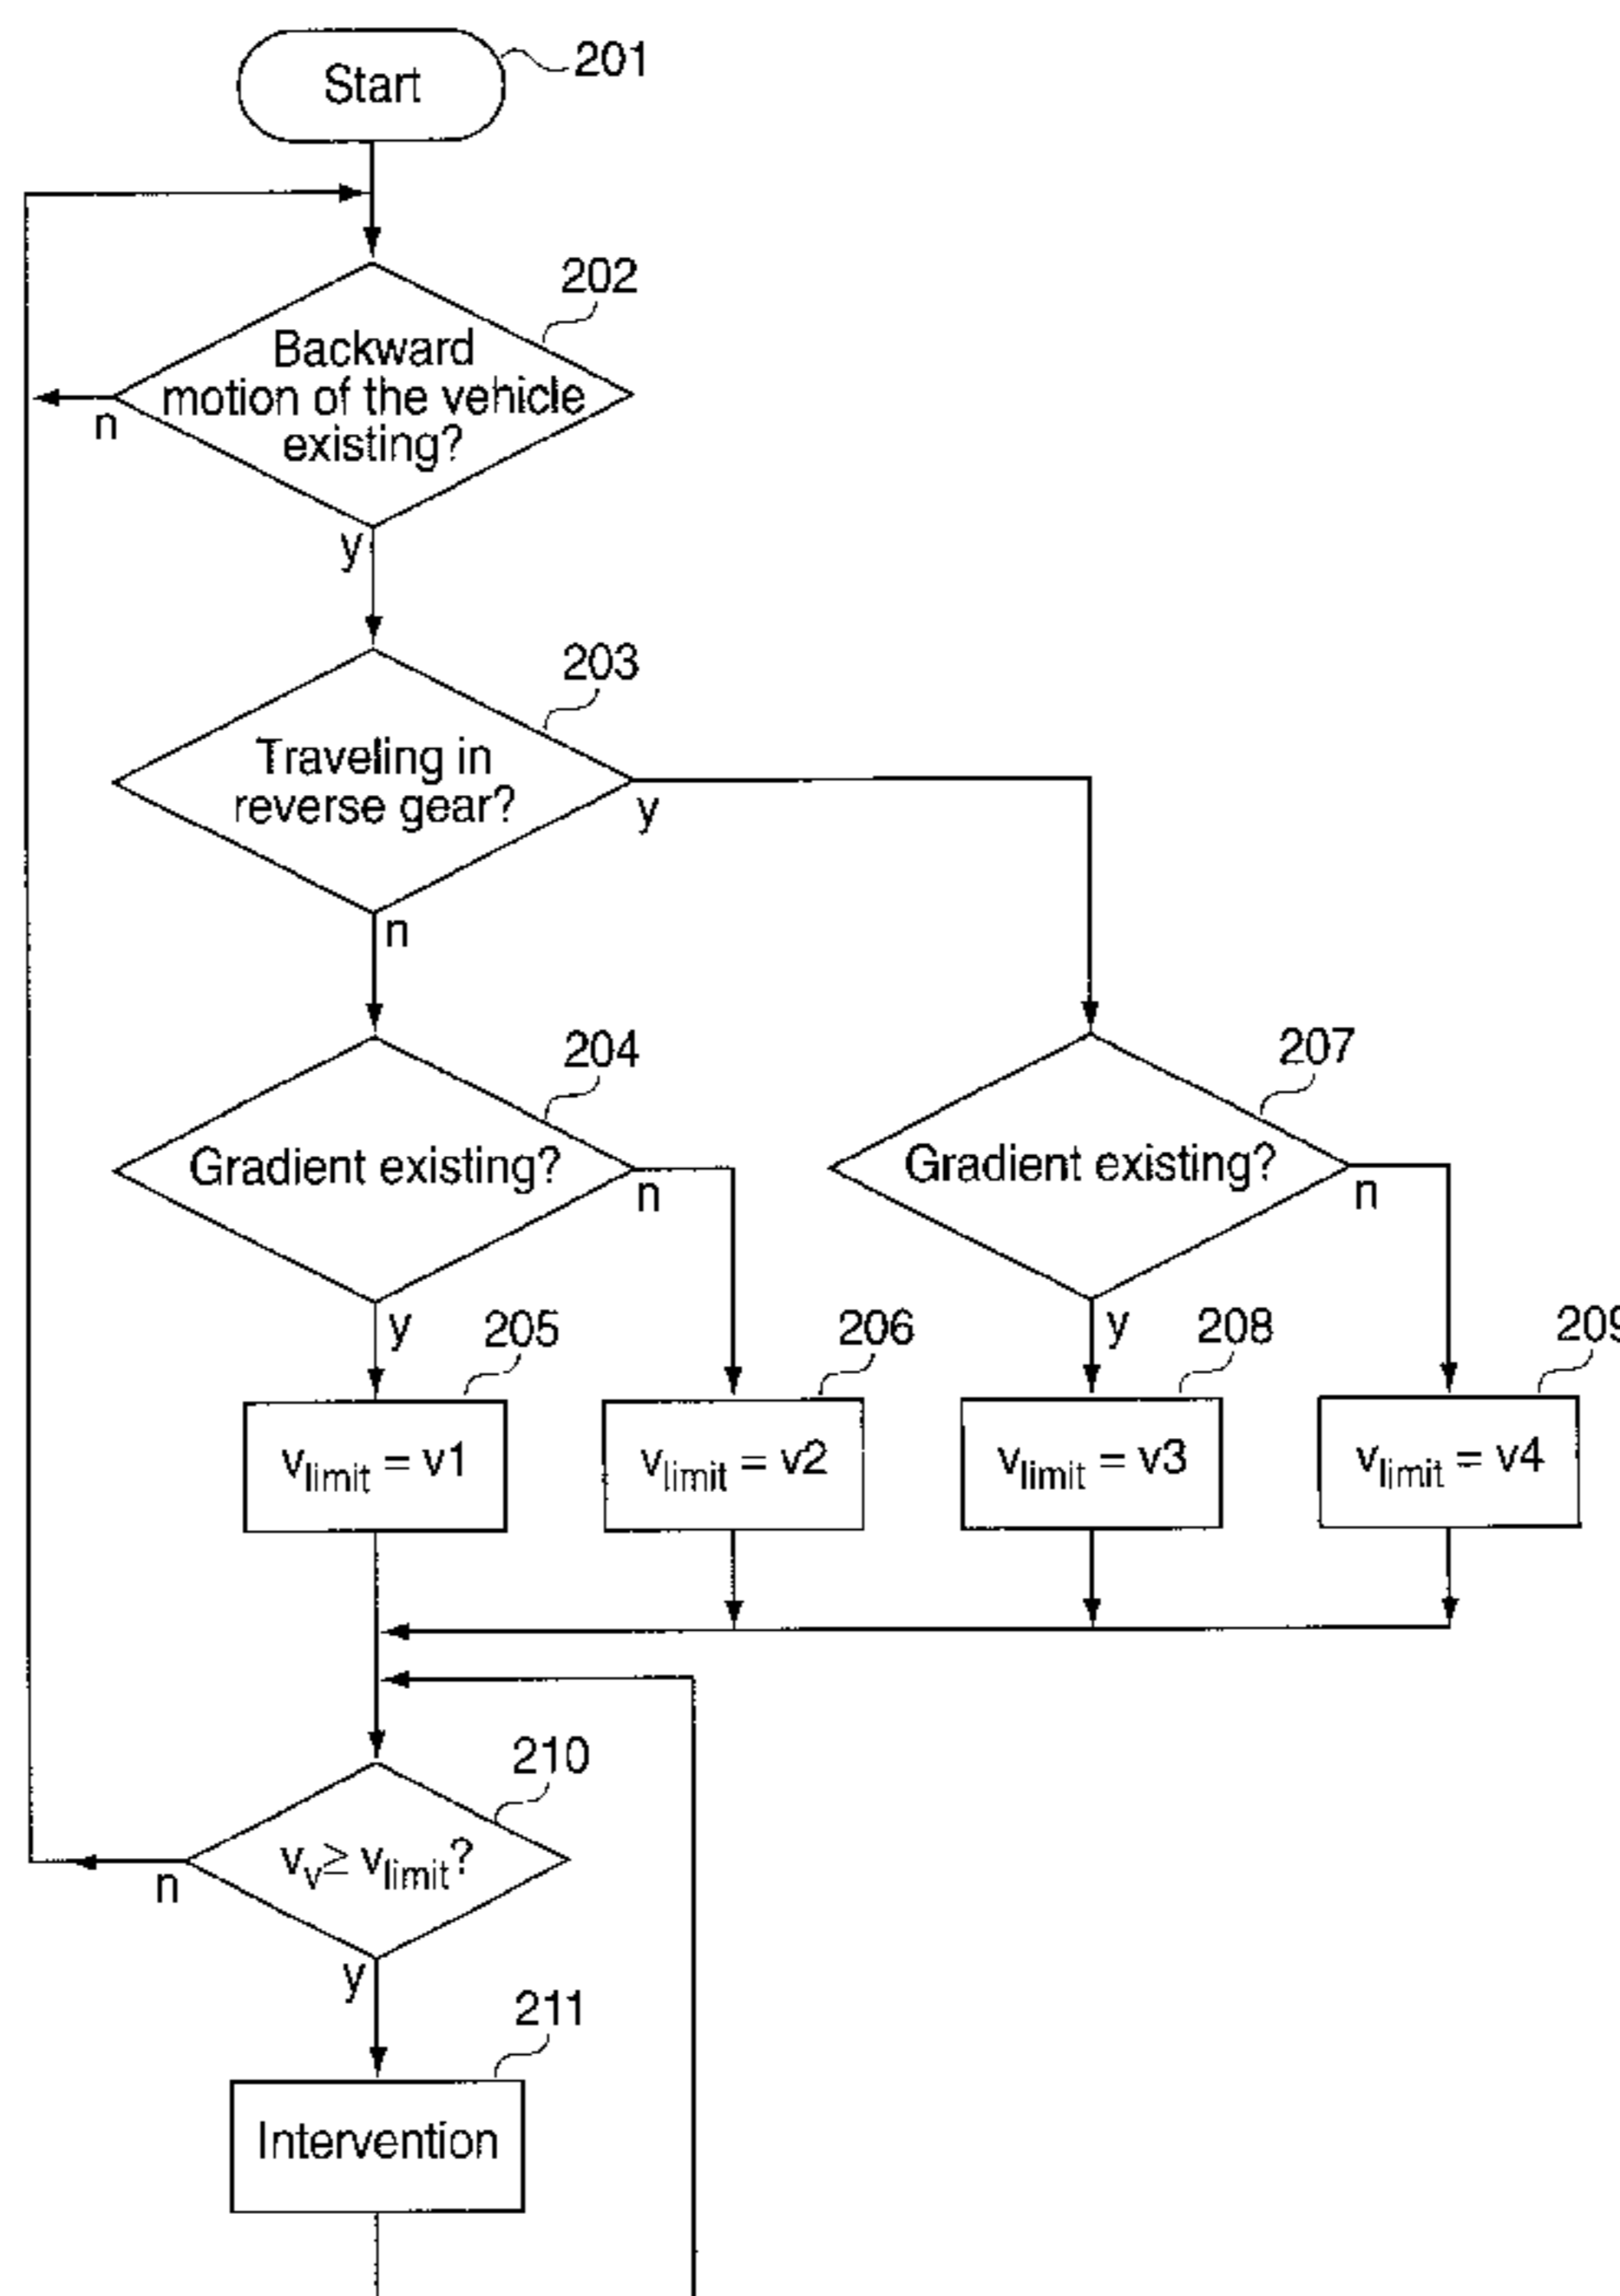 Start
201
202
Backward
motion of the vehicle
existing?
n
y
203
Traveling in
reverse gear?
y
n
204
Gradient existing?
n
y
207
Gradient existing?
n
y
205
v_limit = v1
206
v_limit = v2
208
v_limit = v3
209
v_limit = v4
210
v_v ≥ v_limit?
n
y
211
Intervention